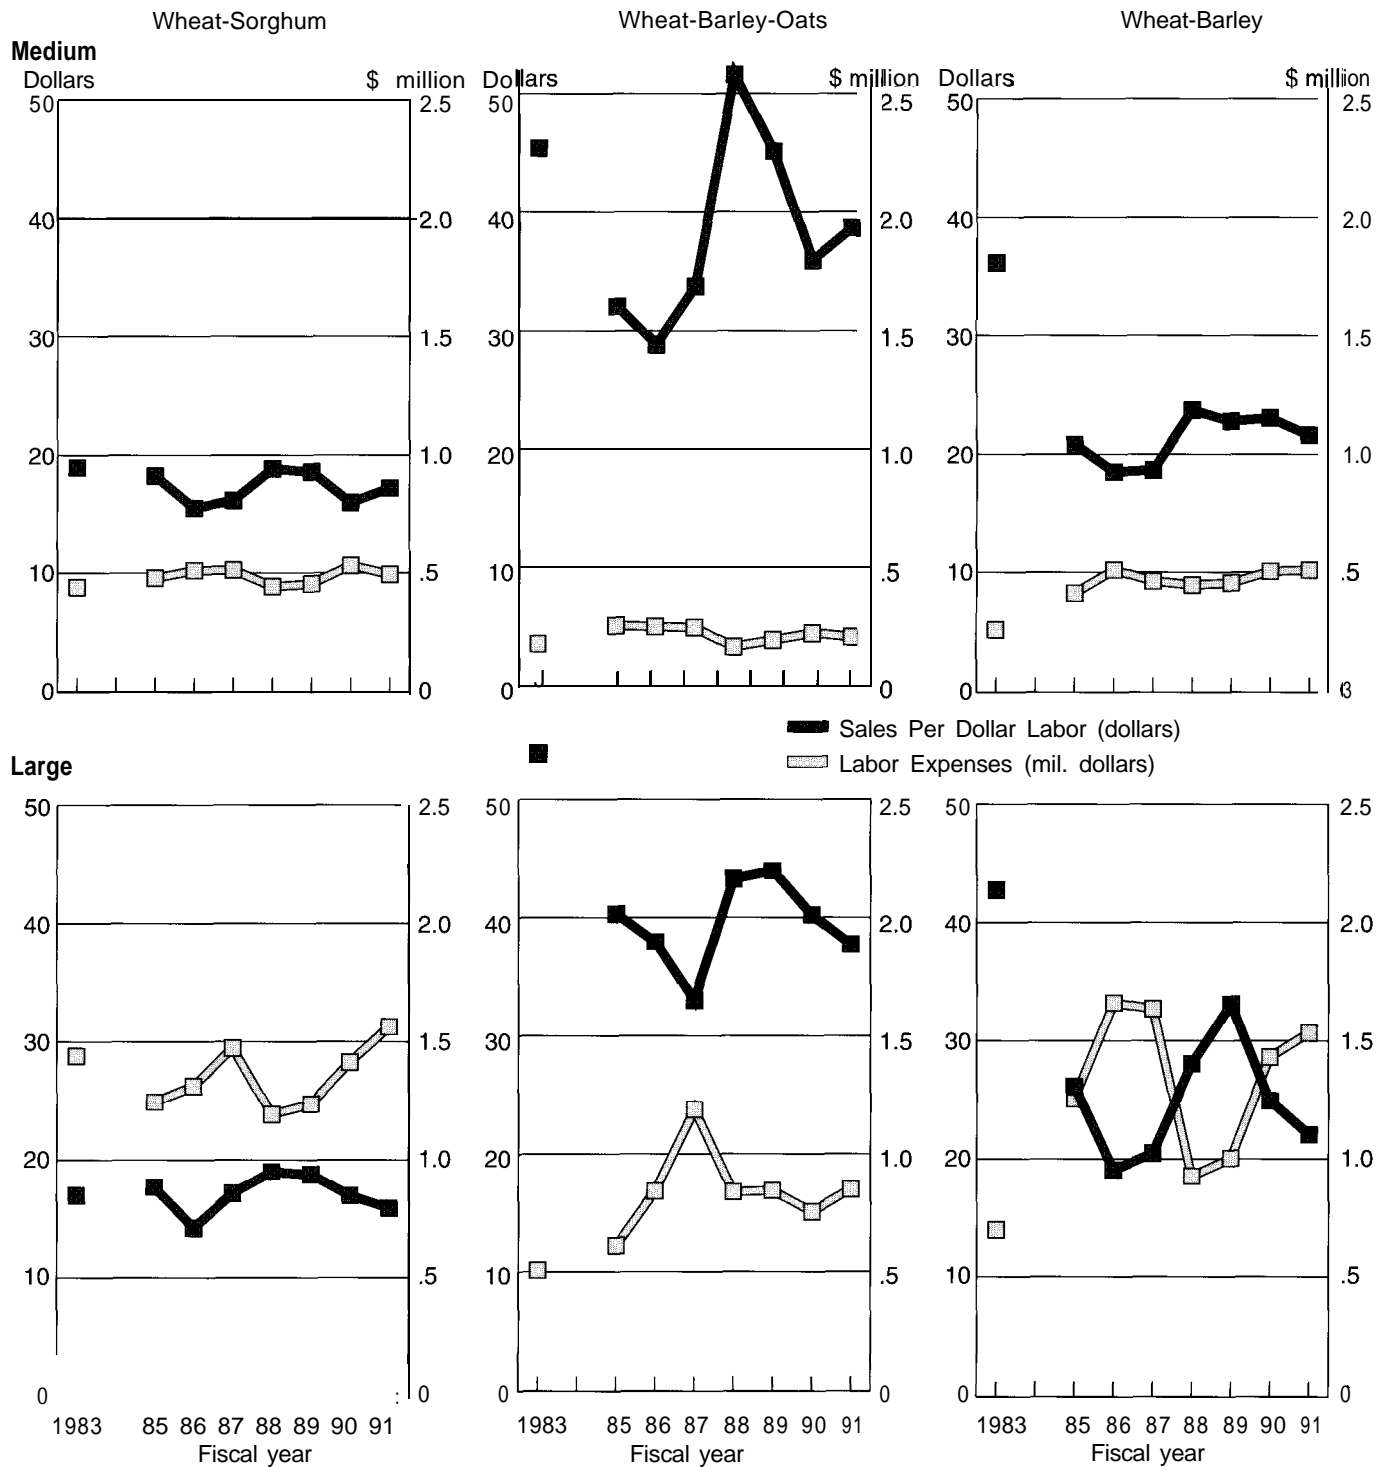 Wheat-Sorghum Wheat-Barley-Oats Wheat-Barley
Medium
Dollars $ million Dollars $ million Dollars $ million
50 2.5 50 2.5 50 2.5
40 2.0 40 2.0 40 2.0
30 1.5 30 1.5 30 1.5
20 1.0 20 1.0 20 1.0
10 .5 10 .5 10 .5
0 0 0 0 0
Sales Per Dollar Labor (dollars)
Labor Expenses (mil. dollars)
Large
50 2.5 50 2.5 50 2.5
40 2.0 40 2.0 40 2.0
30 1.5 30 1.5 30 1.5
20 1.0 20 1.0 20 1.0
10 .5 10 .5 10 .5
0 0 0 0 0 0
1983 85 86 87 88 89 90 91 1983 85 86 87 88 89 90 91 1983 85 86 87 88 89 90 91
Fiscal year Fiscal year Fiscal year